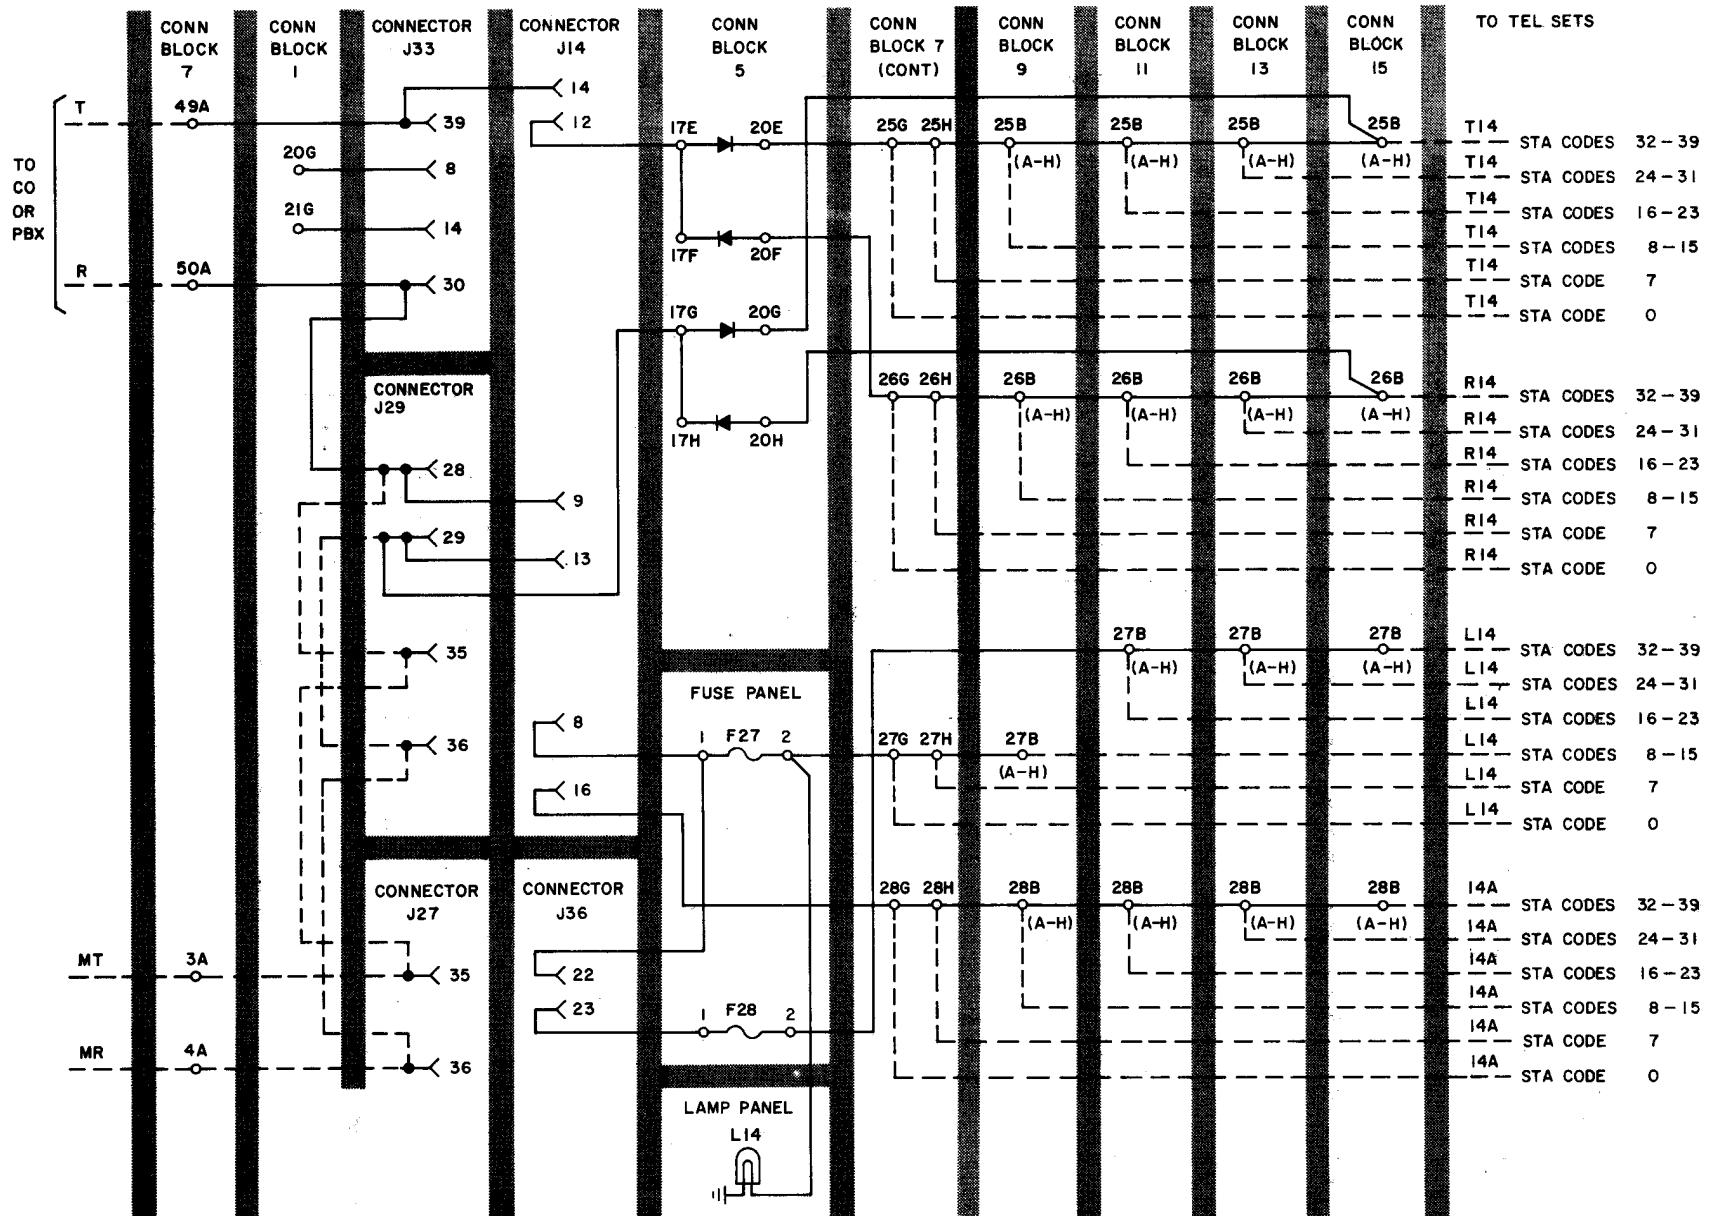 CONN BLOCK 7
CONN BLOCK 1
CONNECTOR J33
CONNECTOR J14
CONN BLOCK 5
CONN BLOCK 7 (CONT)
CONN BLOCK 9
CONN BLOCK 11
CONN BLOCK 13
CONN BLOCK 15
TO TEL SETS
TO CO OR PBX
T
49A
39
14
12
20G
8
21G
14
R
50A
30
17E
20E
17F
20F
17G
20G
17H
20H
25G
25H
25B
25B
25B
25B
(A-H)
(A-H)
(A-H)
(A-H)
T14 STA CODES 32-39
T14 STA CODES 24-31
T14 STA CODES 16-23
T14 STA CODES 8-15
T14 STA CODE 7
T14 STA CODE 0
CONNECTOR J29
28
9
29
13
35
36
26G
26H
26B
26B
26B
26B
(A-H)
(A-H)
(A-H)
(A-H)
R14 STA CODES 32-39
R14 STA CODES 24-31
R14 STA CODES 16-23
R14 STA CODES 8-15
R14 STA CODE 7
R14 STA CODE 0
27B
27B
27B
(A-H)
(A-H)
(A-H)
L14 STA CODES 32-39
L14 STA CODES 24-31
L14 STA CODES 16-23
L14 STA CODES 8-15
L14 STA CODE 7
L14 STA CODE 0
FUSE PANEL
8
1
F27
2
27G
27H
27B
(A-H)
16
CONNECTOR J27
CONNECTOR J36
28G
28H
28B
28B
28B
28B
(A-H)
(A-H)
(A-H)
(A-H)
14A STA CODES 32-39
14A STA CODES 24-31
14A STA CODES 16-23
14A STA CODES 8-15
14A STA CODE 7
14A STA CODE 0
MT
3A
35
22
23
1
F28
2
MR
4A
36
LAMP PANEL
L14